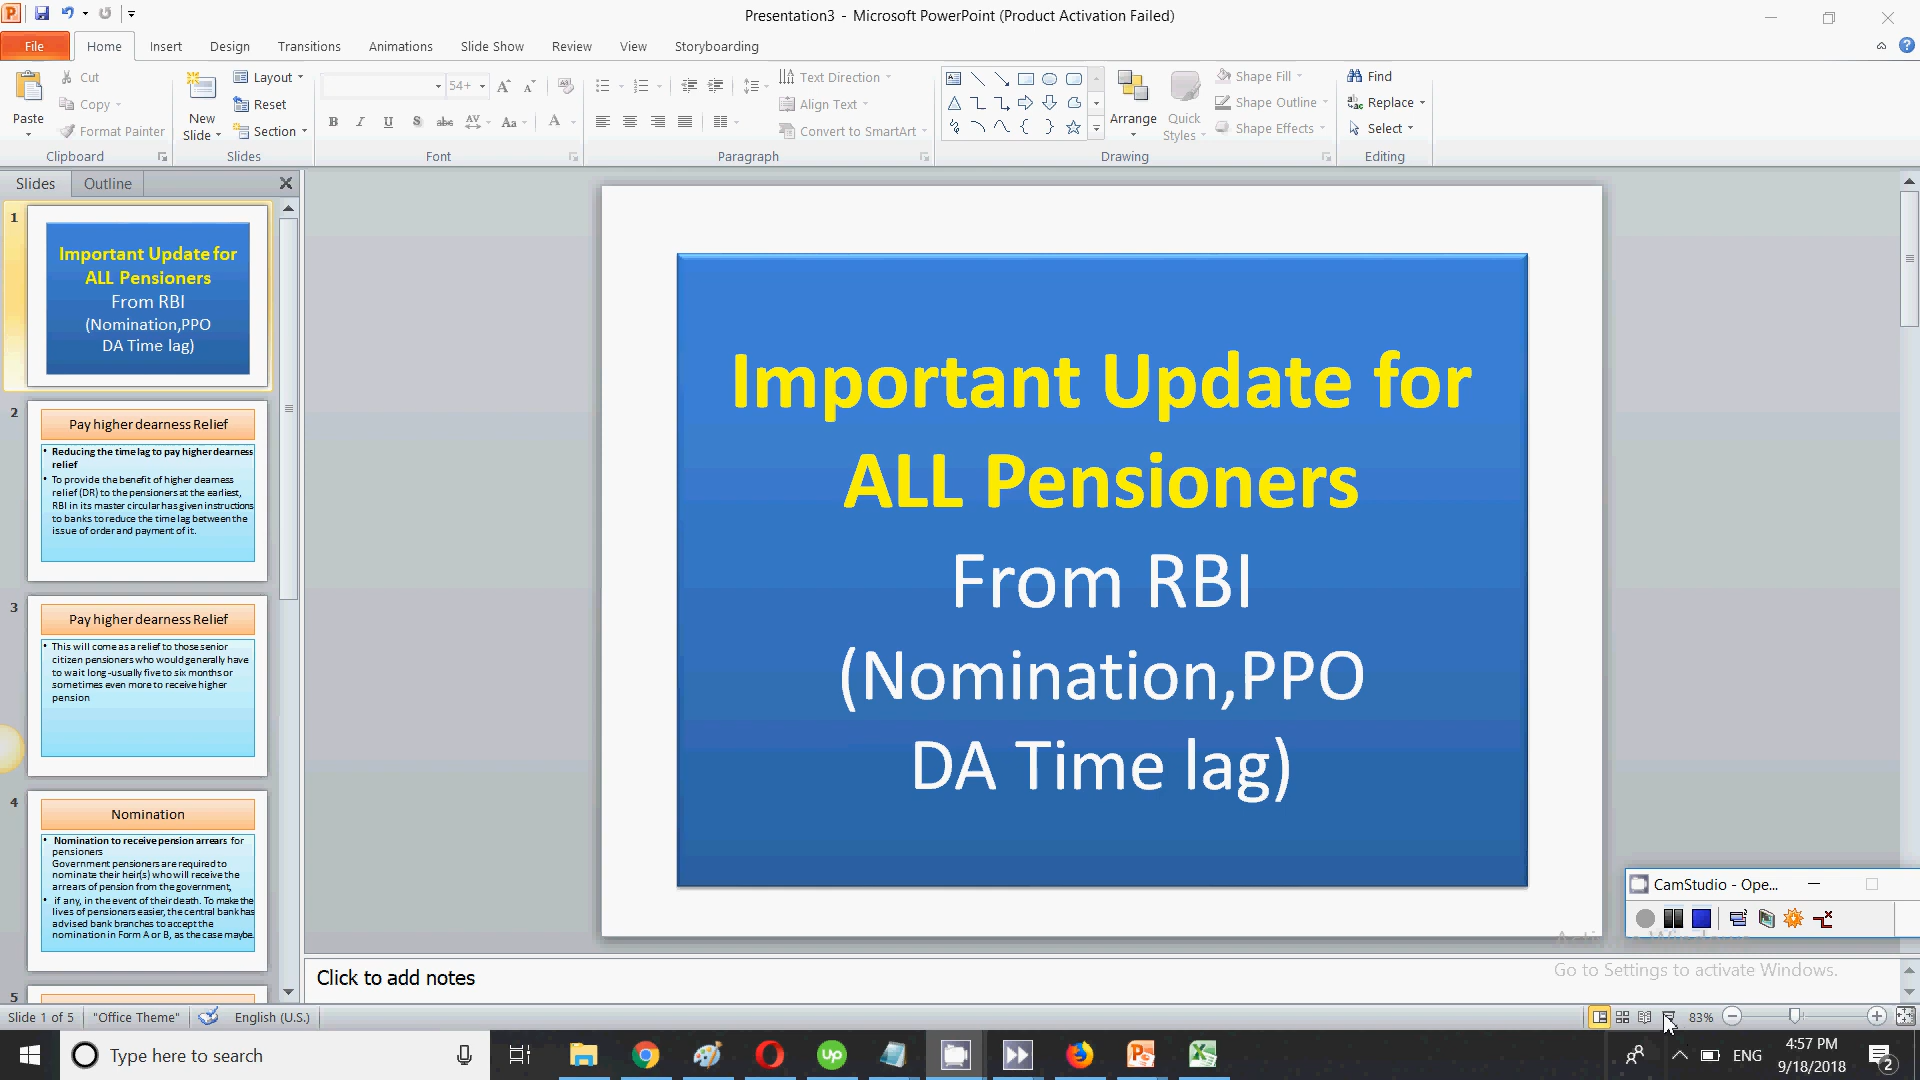 Presentation3 - Microsoft PowerPoint (Product Activation Failed)
File Home Insert Design Transitions Animations Slide Show Review View Storyboarding
Paste
Cut
Copy
Format Painter
Clipboard
New
Slide
Layout
Reset
Section
Slides
54+
B I U S abc AV Aa A
Font
Text Direction
Align Text
Convert to SmartArt
Paragraph
Arrange
Quick
Styles
Shape Fill
Shape Outline
Shape Effects
Drawing
Find
Replace
Select
Editing
Slides Outline
1
Important Update for
ALL Pensioners
From RBI
(Nomination,PPO
DA Time lag)
2
Pay higher dearness Relief
• Reducing the time lag to pay higher dearness
relief
• To provide the benefit of higher dearness
relief (DR) to the pensioners at the earliest,
RBI in its master circular has given instructions
to banks to reduce the time lag between the
issue of order and payment of it.
3
Pay higher dearness Relief
• This will come as a relief to those senior
citizen pensioners who would generally have
to wait long -usually five to six months or
sometimes even more to receive higher
pension
4
Nomination
• Nomination to receive pension arrears for
pensioners
Government pensioners are required to
nominate their heir(s) who will receive the
arrears of pension from the government,
• if any, in the event of their death. To make the
lives of pensioners easier, the central bank has
advised bank branches to accept the
nomination in Form A or B, as the case maybe.
5
Important Update for
ALL Pensioners
From RBI
(Nomination,PPO
DA Time lag)
CamStudio - Ope...
Click to add notes
Go to Settings to activate Windows.
Slide 1 of 5 "Office Theme" English (U.S.)
83%
Type here to search
ENG
4:57 PM
9/18/2018
2